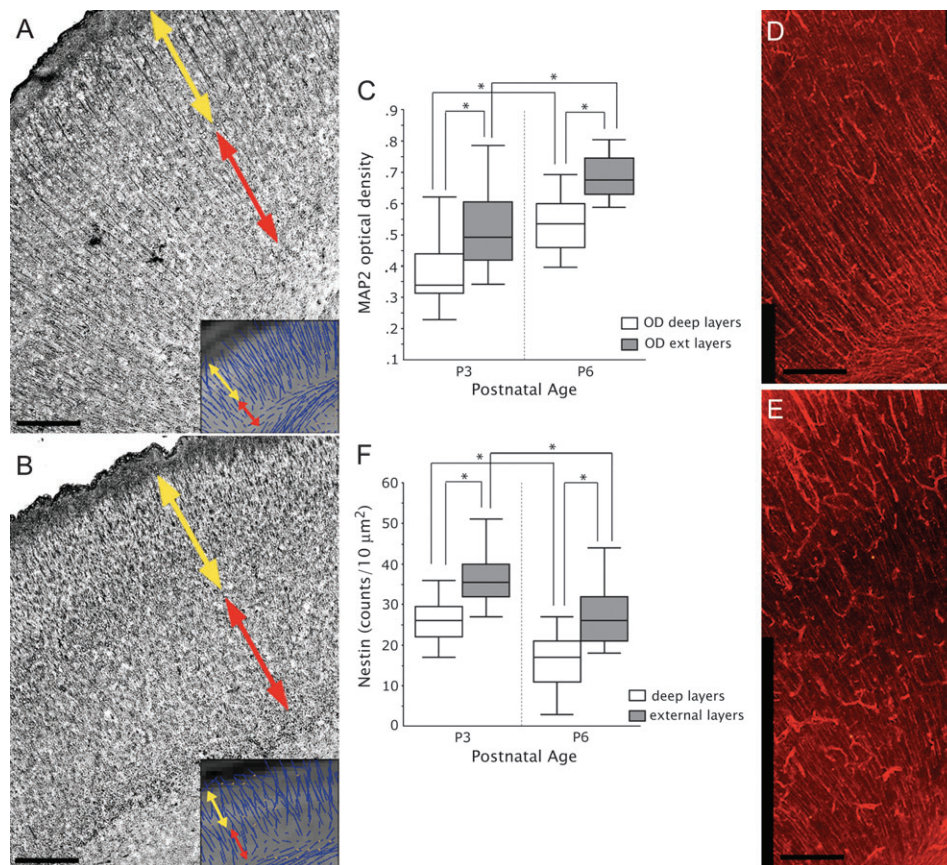 A
B
C
MAP2 optical density
.9
.8
.7
.6
.5
.4
.3
.2
.1
*
*
*
*
OD deep layers
OD ext layers
P3
P6
Postnatal Age
D
E
F
Nestin (counts/10 µm²)
60
50
40
30
20
10
0
*
*
*
*
deep layers
external layers
P3
P6
Postnatal Age